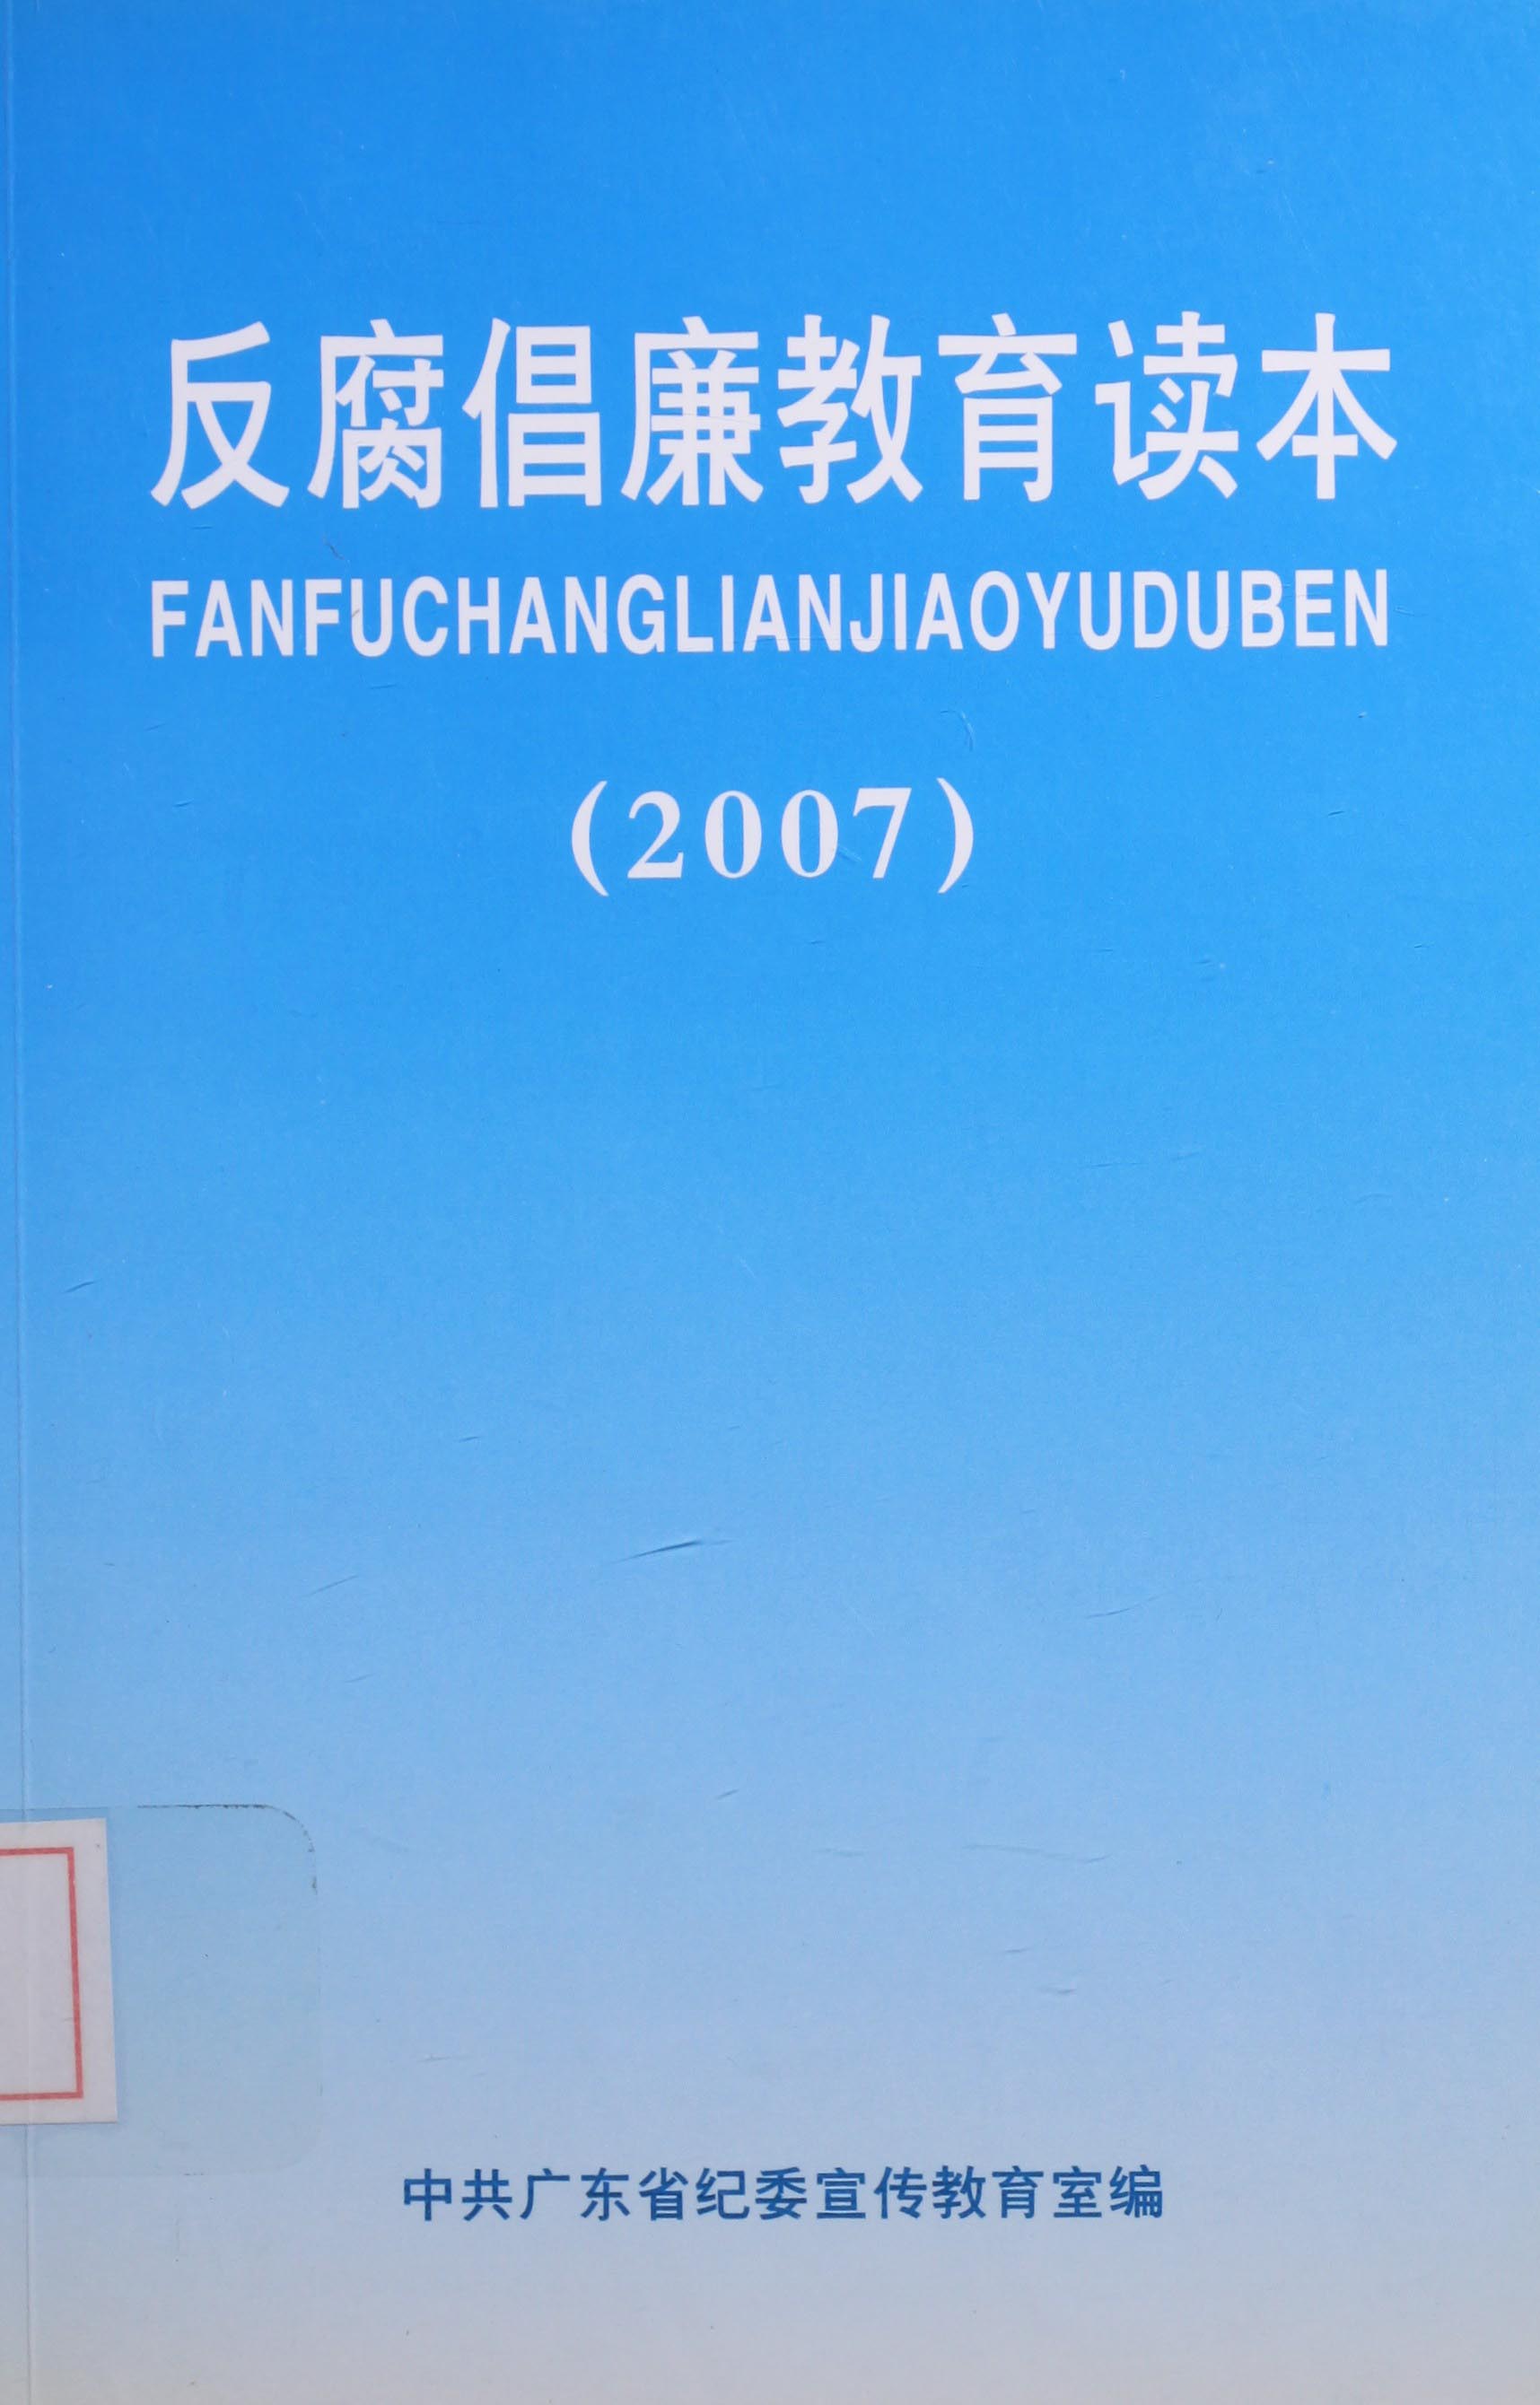 反腐倡廉教育读本
FANFUCHANGLIANJIAOYUDUBEN
(2007)
中共广东省纪委宣传教育室编